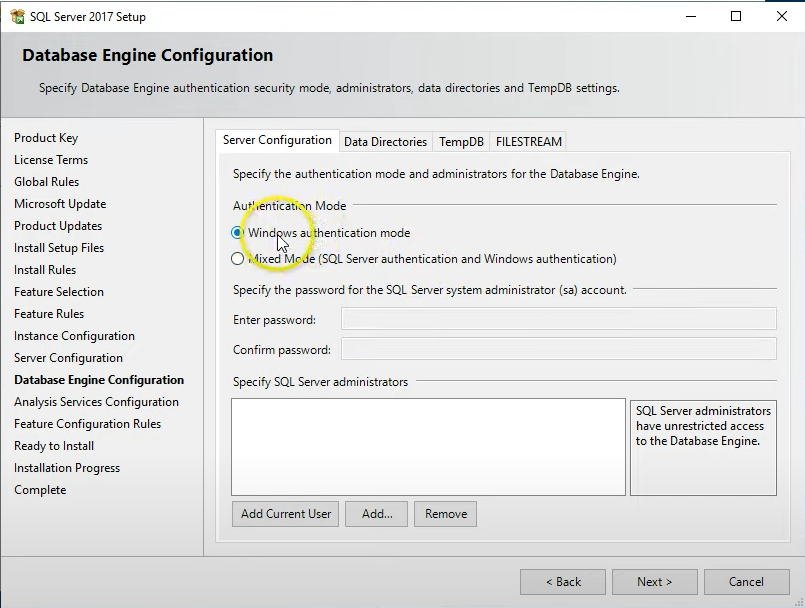 SQL Server 2017 Setup
Database Engine Configuration
Specify Database Engine authentication security mode, administrators, data directories and TempDB settings.
Product Key
License Terms
Global Rules
Microsoft Update
Product Updates
Install Setup Files
Install Rules
Feature Selection
Feature Rules
Instance Configuration
Server Configuration
Database Engine Configuration
Analysis Services Configuration
Feature Configuration Rules
Ready to Install
Installation Progress
Complete
Server Configuration
Data Directories
TempDB
FILESTREAM
Specify the authentication mode and administrators for the Database Engine.
Authentication Mode
Windows authentication mode
Mixed Mode (SQL Server authentication and Windows authentication)
Specify the password for the SQL Server system administrator (sa) account.
Enter password:
Confirm password:
Specify SQL Server administrators
SQL Server administrators
have unrestricted access
to the Database Engine.
Add Current User
Add...
Remove
< Back
Next >
Cancel